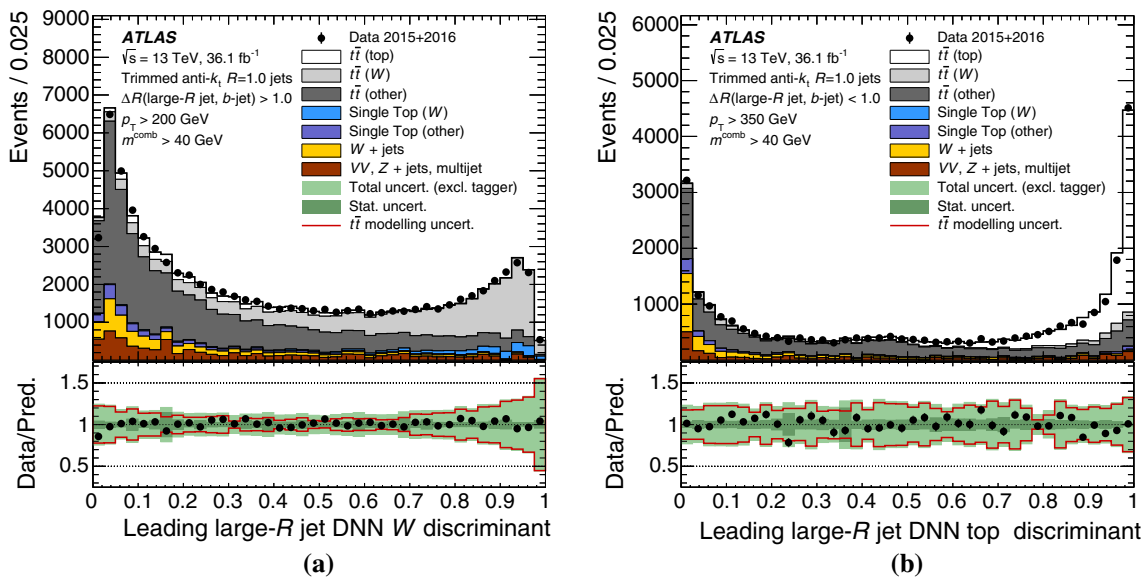 Events / 0.025
9000
8000
7000
6000
5000
4000
3000
2000
1000
ATLAS
√s = 13 TeV, 36.1 fb⁻¹
Trimmed anti-kₜ, R=1.0 jets
ΔR(large-R jet, b-jet) > 1.0
p_T > 200 GeV
m^comb > 40 GeV
Data 2015+2016
tt̄ (top)
tt̄ (W)
tt̄ (other)
Single Top (W)
Single Top (other)
W + jets
VV, Z + jets, multijet
Total uncert. (excl. tagger)
Stat. uncert.
tt̄ modelling uncert.
Data/Pred.
1.5
1
0.5
0 0.1 0.2 0.3 0.4 0.5 0.6 0.7 0.8 0.9 1
Leading large-R jet DNN W discriminant
(a)
Events / 0.025
6000
5000
4000
3000
2000
1000
ATLAS
√s = 13 TeV, 36.1 fb⁻¹
Trimmed anti-kₜ, R=1.0 jets
ΔR(large-R jet, b-jet) < 1.0
p_T > 350 GeV
m^comb > 40 GeV
Data 2015+2016
tt̄ (top)
tt̄ (W)
tt̄ (other)
Single Top (W)
Single Top (other)
W + jets
VV, Z + jets, multijet
Total uncert. (excl. tagger)
Stat. uncert.
tt̄ modelling uncert.
Data/Pred.
1.5
1
0.5
0 0.1 0.2 0.3 0.4 0.5 0.6 0.7 0.8 0.9 1
Leading large-R jet DNN top discriminant
(b)